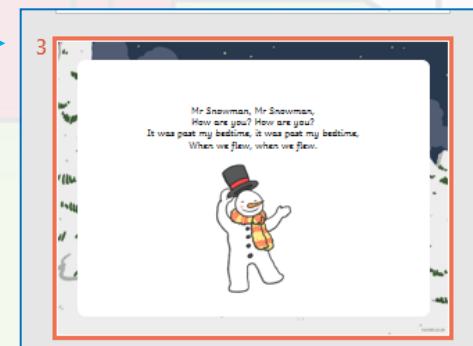 3
Mr Snowman, Mr Snowman,
How are you? How are you?
It was past my bedtime, it was past my bedtime,
When we flew, when we flew.